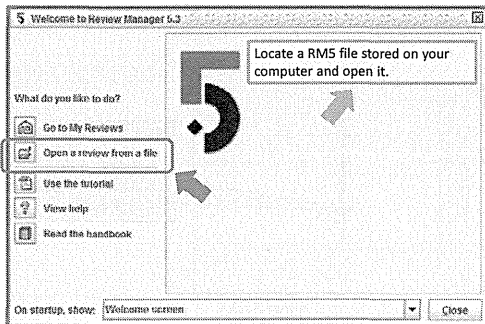 5 Welcome to Review Manager 5.3
Locate a RM5 file stored on your
computer and open it.
What do you like to do?
Go to My Reviews
Open a review from a file
Use the tutorial
View help
Read the handbook
On startup, show: Welcome screen
Close